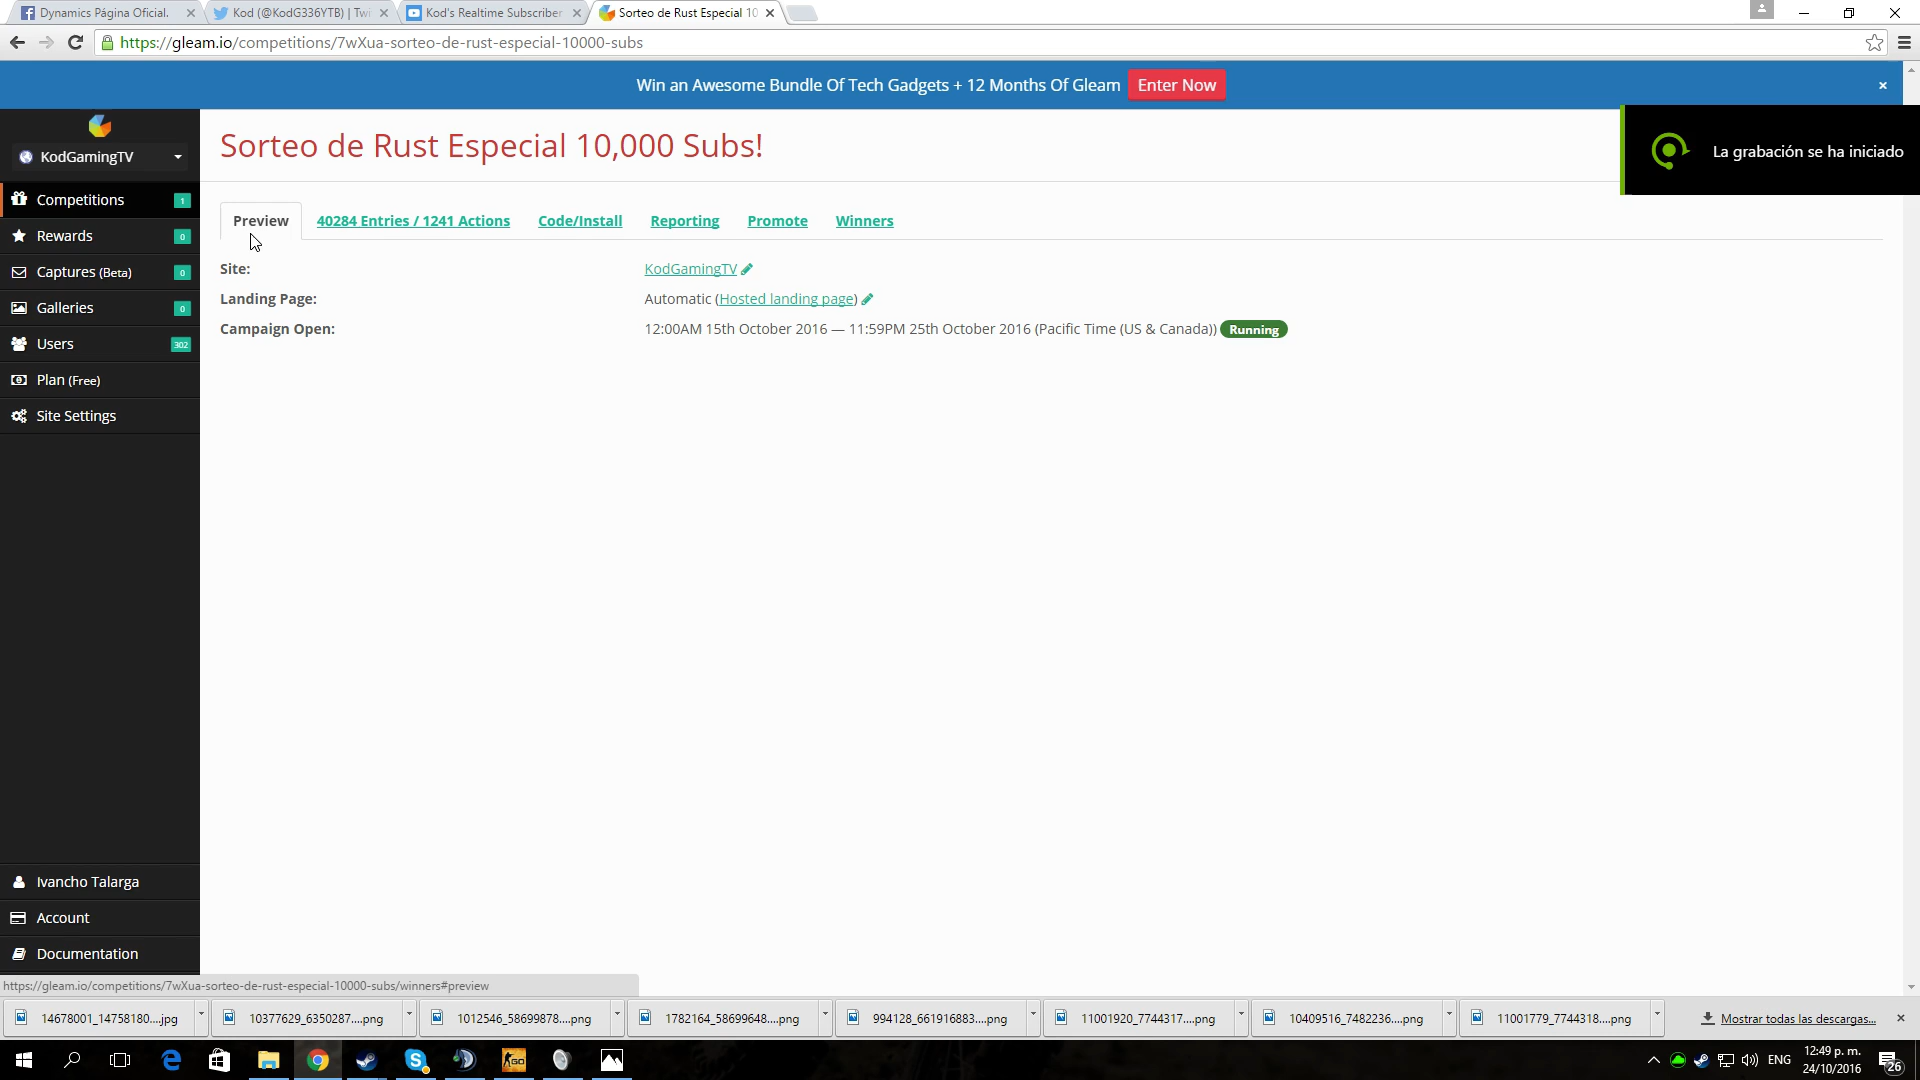 Dynamics Página Oficial.
Kod (@KodG336YTB) | Twi
Kod's Realtime Subscriber
Sorteo de Rust Especial 10
https://gleam.io/competitions/7wXua-sorteo-de-rust-especial-10000-subs
Win an Awesome Bundle Of Tech Gadgets + 12 Months Of Gleam Enter Now ×
La grabación se ha iniciado
KodGamingTV
Competitions 1
Rewards 0
Captures (Beta) 0
Galleries 0
Users 302
Plan (Free)
Site Settings
Sorteo de Rust Especial 10,000 Subs!
Preview 40284 Entries / 1241 Actions Code/Install Reporting Promote Winners
Site: KodGamingTV
Landing Page: Automatic (Hosted landing page)
Campaign Open: 12:00AM 15th October 2016 — 11:59PM 25th October 2016 (Pacific Time (US & Canada)) Running
Ivancho Talarga
Account
Documentation
https://gleam.io/competitions/7wXua-sorteo-de-rust-especial-10000-subs/winners#preview
14678001_14758180....jpg 10377629_6350287....png 1012546_58699878....png 1782164_58699648....png 994128_661916883....png 11001920_7744317....png 10409516_7482236....png 11001779_7744318....png Mostrar todas las descargas...
GO
ENG
12:49 p. m.
24/10/2016
26